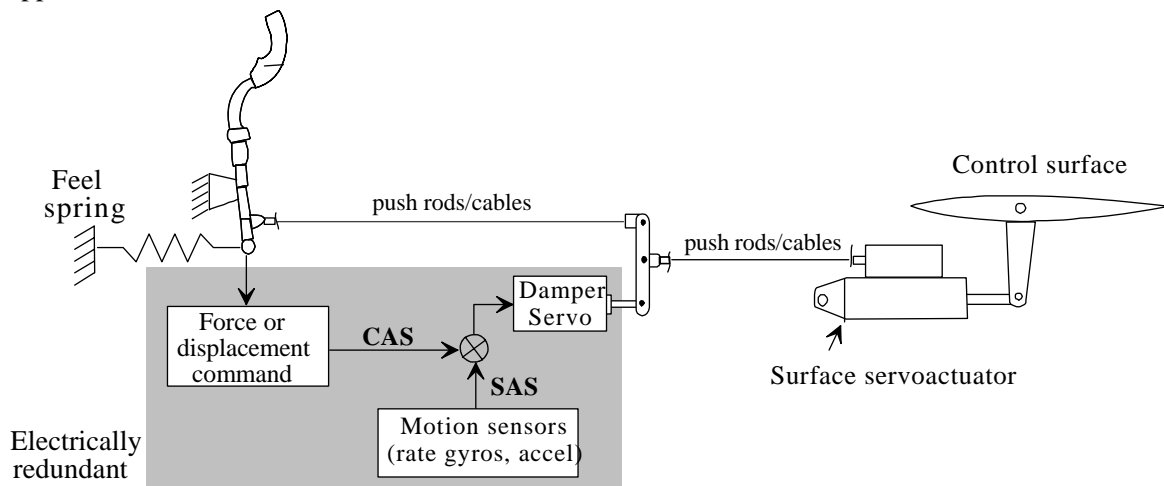 Feel
spring
push rods/cables
Control surface
push rods/cables
Damper
Servo
Force or
displacement
command
CAS
SAS
Surface servoactuator
Motion sensors
(rate gyros, accel)
Electrically
redundant